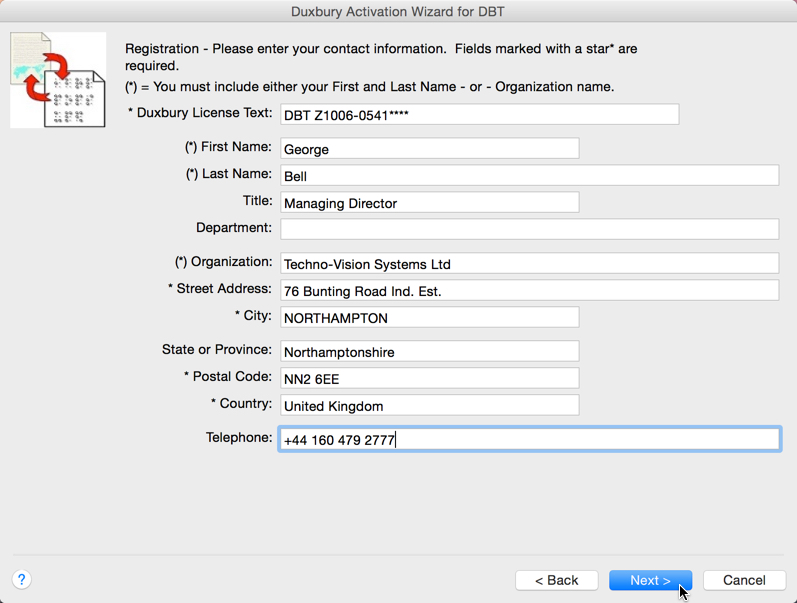 Duxbury Activation Wizard for DBT
Registration - Please enter your contact information.  Fields marked with a star* are
required.
(*) = You must include either your First and Last Name - or - Organization name.
* Duxbury License Text: DBT Z1006-0541****
(*) First Name: George
(*) Last Name: Bell
Title: Managing Director
Department:
(*) Organization: Techno-Vision Systems Ltd
* Street Address: 76 Bunting Road Ind. Est.
* City: NORTHAMPTON
State or Province: Northamptonshire
* Postal Code: NN2 6EE
* Country: United Kingdom
Telephone: +44 160 479 2777
? < Back Next > Cancel